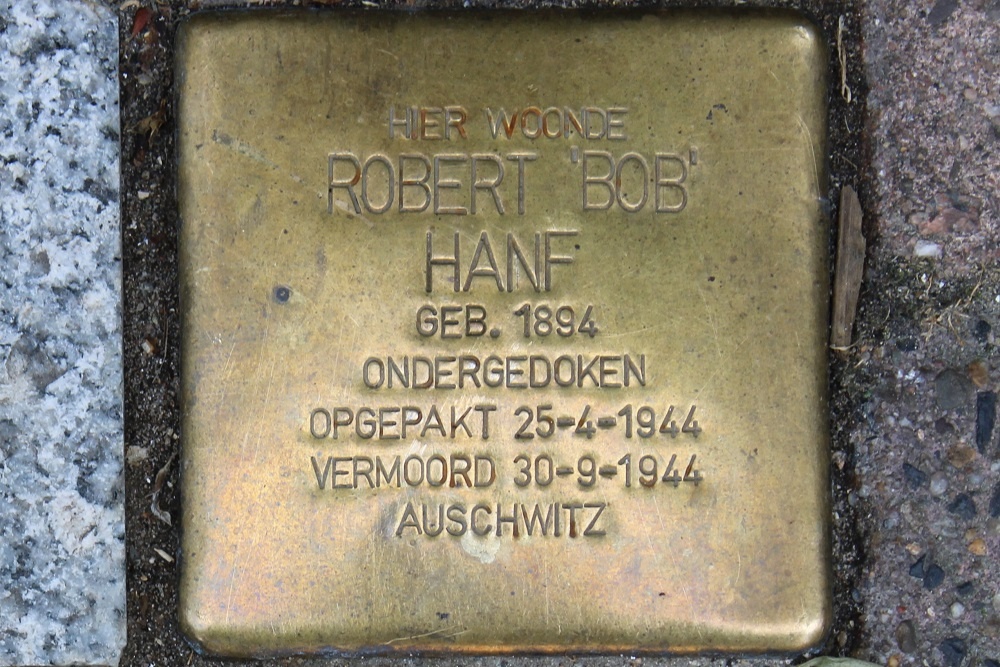 HIER WOONDE
ROBERT "BOB"
HANF
GEB. 1894
ONDERGEDOKEN
OPGEPAKT 25-4-1944
VERMOORD 30-9-1944
AUSCHWITZ